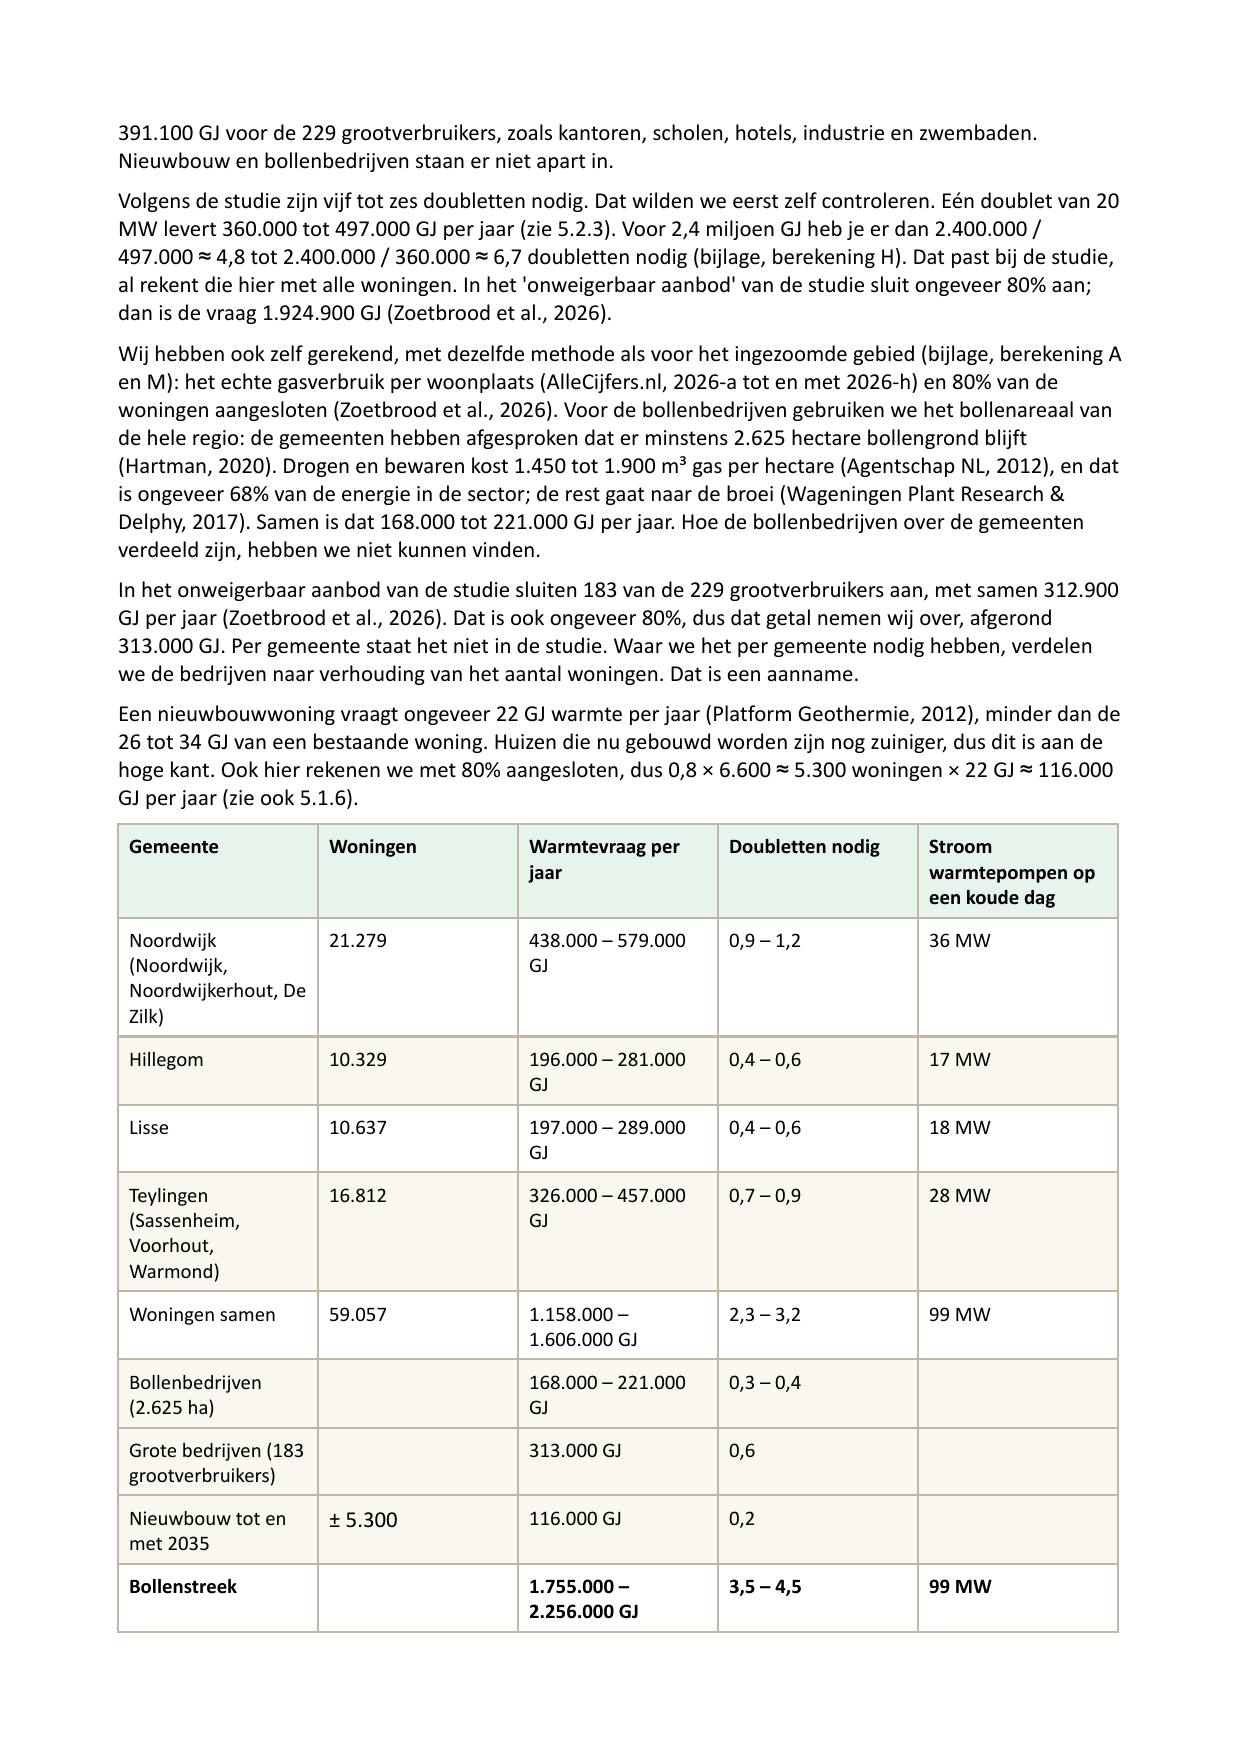 391.100 GJ voor de 229 grootverbruikers, zoals kantoren, scholen, hotels, industrie en zwembaden.
Nieuwbouw en bollenbedrijven staan er niet apart in.
Volgens de studie zijn vijf tot zes doubletten nodig. Dat wilden we eerst zelf controleren. Eén doublet van 20
MW levert 360.000 tot 497.000 GJ per jaar (zie 5.2.3). Voor 2,4 miljoen GJ heb je er dan 2.400.000 /
497.000 ≈ 4,8 tot 2.400.000 / 360.000 ≈ 6,7 doubletten nodig (bijlage, berekening H). Dat past bij de studie,
al rekent die hier met alle woningen. In het 'onweigerbaar aanbod' van de studie sluit ongeveer 80% aan;
dan is de vraag 1.924.900 GJ (Zoetbrood et al., 2026).
Wij hebben ook zelf gerekend, met dezelfde methode als voor het ingezoomde gebied (bijlage, berekening A
en M): het echte gasverbruik per woonplaats (AlleCijfers.nl, 2026-a tot en met 2026-h) en 80% van de
woningen aangesloten (Zoetbrood et al., 2026). Voor de bollenbedrijven gebruiken we het bollenareaal van
de hele regio: de gemeenten hebben afgesproken dat er minstens 2.625 hectare bollengrond blijft
(Hartman, 2020). Drogen en bewaren kost 1.450 tot 1.900 m³ gas per hectare (Agentschap NL, 2012), en dat
is ongeveer 68% van de energie in de sector; de rest gaat naar de broei (Wageningen Plant Research &
Delphy, 2017). Samen is dat 168.000 tot 221.000 GJ per jaar. Hoe de bollenbedrijven over de gemeenten
verdeeld zijn, hebben we niet kunnen vinden.
In het onweigerbaar aanbod van de studie sluiten 183 van de 229 grootverbruikers aan, met samen 312.900
GJ per jaar (Zoetbrood et al., 2026). Dat is ook ongeveer 80%, dus dat getal nemen wij over, afgerond
313.000 GJ. Per gemeente staat het niet in de studie. Waar we het per gemeente nodig hebben, verdelen
we de bedrijven naar verhouding van het aantal woningen. Dat is een aanname.
Een nieuwbouwwoning vraagt ongeveer 22 GJ warmte per jaar (Platform Geothermie, 2012), minder dan de
26 tot 34 GJ van een bestaande woning. Huizen die nu gebouwd worden zijn nog zuiniger, dus dit is aan de
hoge kant. Ook hier rekenen we met 80% aangesloten, dus 0,8 × 6.600 ≈ 5.300 woningen × 22 GJ ≈ 116.000
GJ per jaar (zie ook 5.1.6).
Gemeente
Woningen
Warmtevraag per
jaar
Doubletten nodig
Stroom
warmtepompen op
een koude dag
Noordwijk
(Noordwijk,
Noordwijkerhout, De
Zilk)
21.279
438.000 – 579.000
GJ
0,9 – 1,2
36 MW
Hillegom
10.329
196.000 – 281.000
GJ
0,4 – 0,6
17 MW
Lisse
10.637
197.000 – 289.000
GJ
0,4 – 0,6
18 MW
Teylingen
(Sassenheim,
Voorhout,
Warmond)
16.812
326.000 – 457.000
GJ
0,7 – 0,9
28 MW
Woningen samen
59.057
1.158.000 –
1.606.000 GJ
2,3 – 3,2
99 MW
Bollenbedrijven
(2.625 ha)
168.000 – 221.000
GJ
0,3 – 0,4
Grote bedrijven (183
grootverbruikers)
313.000 GJ
0,6
Nieuwbouw tot en
met 2035
± 5.300
116.000 GJ
0,2
Bollenstreek
1.755.000 –
2.256.000 GJ
3,5 – 4,5
99 MW